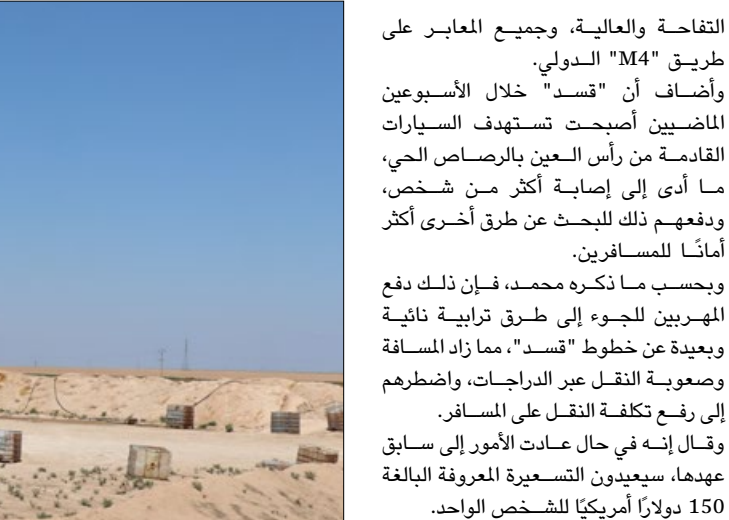 التفاحة والعالية، وجميع المعابر على
طريق "M4" الدولي.
وأضاف أن "قسد" خلال الأسبوعين
الماضيين أصبحت تستهدف السيارات
القادمة من رأس العين بالرصاص الحي،
ما أدى إلى إصابة أكثر من شخص،
ودفعهم ذلك للبحث عن طرق أخرى أكثر
أمانًا للمسافرين.
وبحسب ما ذكره محمد، فإن ذلك دفع
المهربين للجوء إلى طرق ترابية نائية
وبعيدة عن خطوط "قسد"، مما زاد المسافة
وصعوبة النقل عبر الدراجات، واضطرهم
إلى رفع تكلفة النقل على المسافر.
وقال إنه في حال عادت الأمور إلى سابق
عهدها، سيعيدون التسعيرة المعروفة البالغة
150 دولارًا أمريكيًا للشخص الواحد.